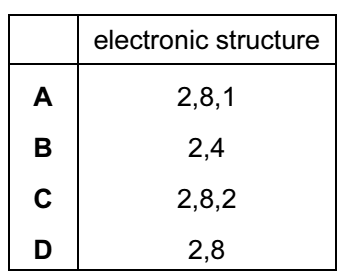 electronic structure
A 2,8,1
B 2,4
C 2,8,2
D 2,8